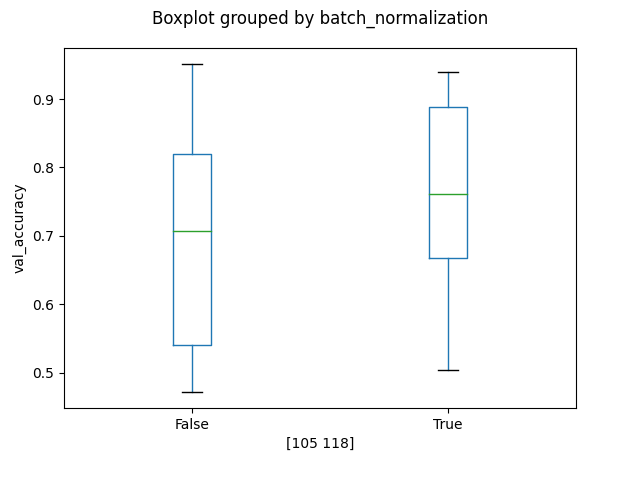 Boxplot grouped by batch_normalization
0.9
0.8
0.7
0.6
0.5
val_accuracy
False True
[105 118]